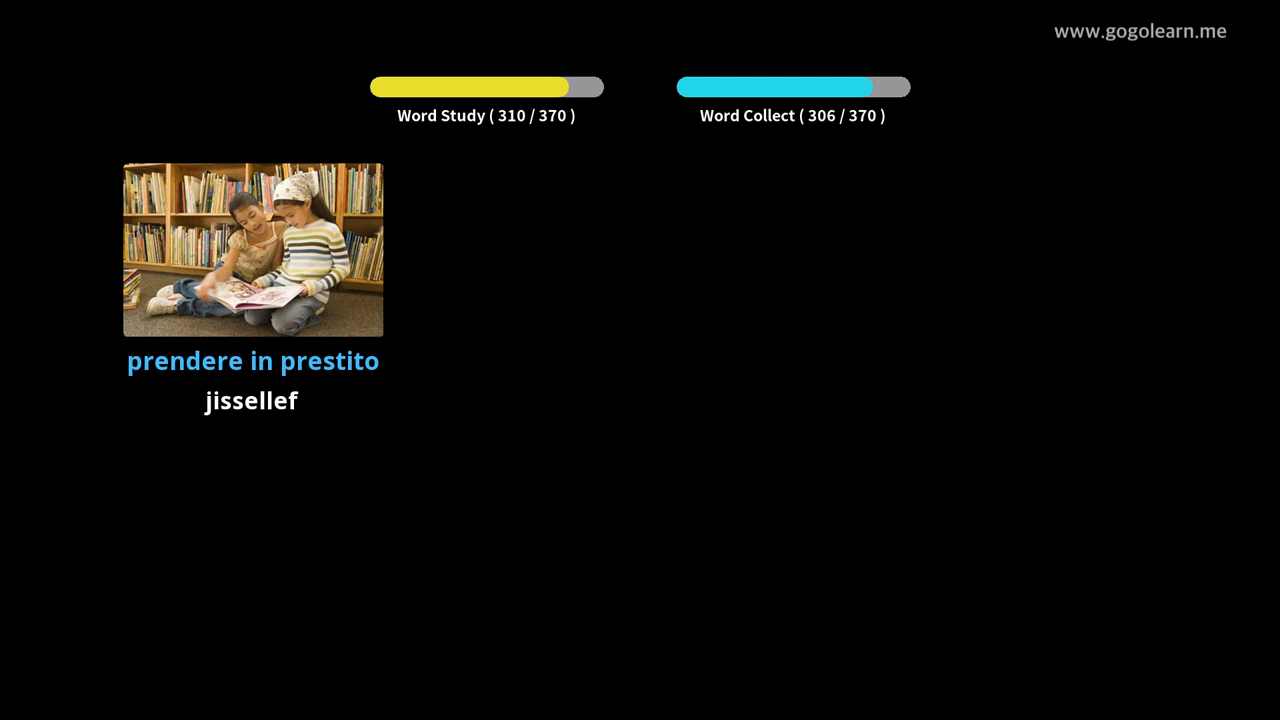 www.gogolearn.me
Word Study ( 310 / 370 )
Word Collect ( 306 / 370 )
prendere in prestito
jissellef